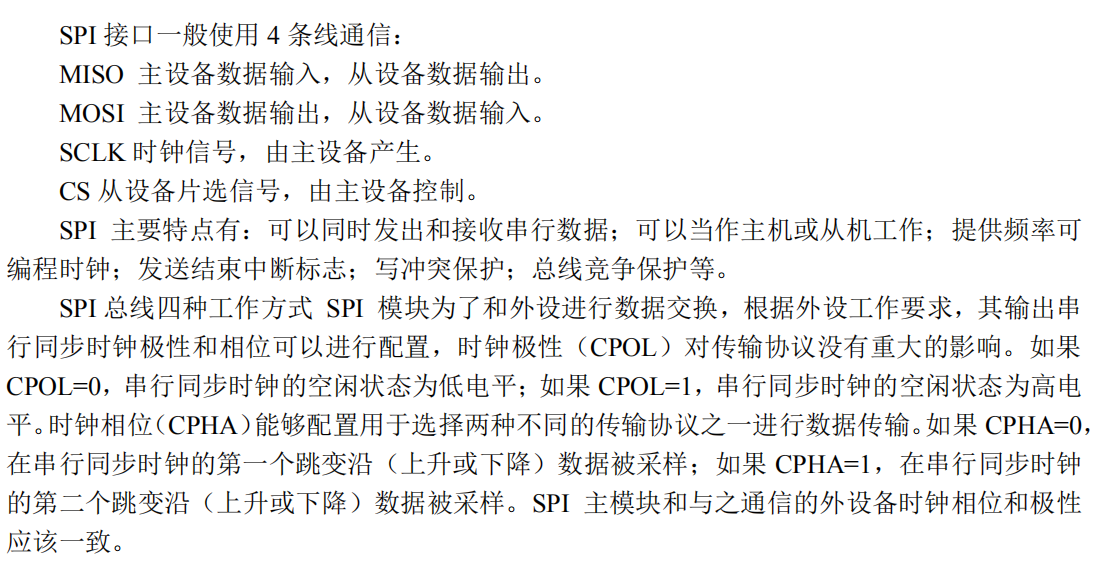 SPI 接口一般使用 4 条线通信：
MISO 主设备数据输入，从设备数据输出。
MOSI 主设备数据输出，从设备数据输入。
SCLK 时钟信号，由主设备产生。
CS 从设备片选信号，由主设备控制。
SPI 主要特点有：可以同时发出和接收串行数据；可以当作主机或从机工作；提供频率可
编程时钟；发送结束中断标志；写冲突保护；总线竞争保护等。
SPI 总线四种工作方式 SPI 模块为了和外设进行数据交换，根据外设工作要求，其输出串
行同步时钟极性和相位可以进行配置，时钟极性（CPOL）对传输协议没有重大的影响。如果
CPOL=0，串行同步时钟的空闲状态为低电平；如果 CPOL=1，串行同步时钟的空闲状态为高电
平。时钟相位（CPHA）能够配置用于选择两种不同的传输协议之一进行数据传输。如果 CPHA=0，
在串行同步时钟的第一个跳变沿（上升或下降）数据被采样；如果 CPHA=1，在串行同步时钟
的第二个跳变沿（上升或下降）数据被采样。SPI 主模块和与之通信的外设备时钟相位和极性
应该一致。